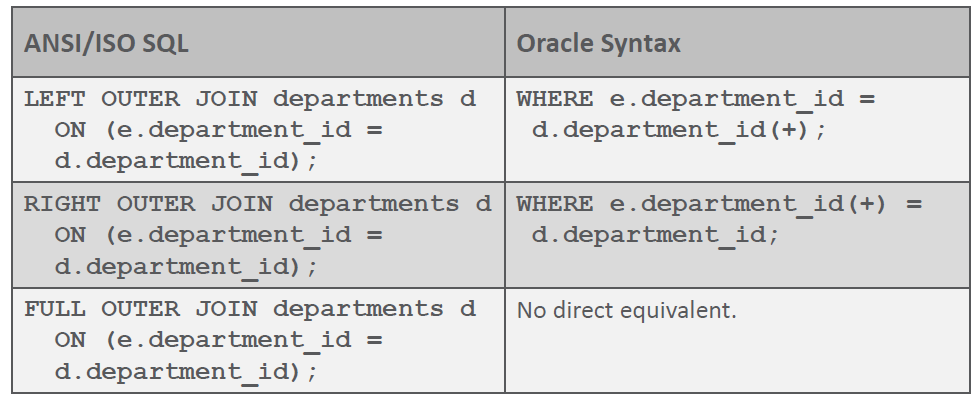 ANSI/ISO SQL
Oracle Syntax
LEFT OUTER JOIN departments d
ON (e.department_id =
d.department_id);
WHERE e.department_id =
d.department_id(+);
RIGHT OUTER JOIN departments d
ON (e.department_id =
d.department_id);
WHERE e.department_id(+) =
d.department_id;
FULL OUTER JOIN departments d
ON (e.department_id =
d.department_id);
No direct equivalent.